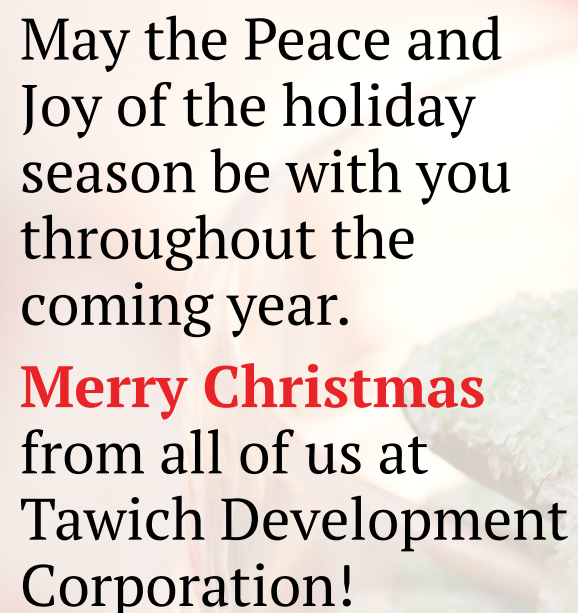 May the Peace and
Joy of the holiday
season be with you
throughout the
coming year.
Merry Christmas
from all of us at
Tawich Development
Corporation!